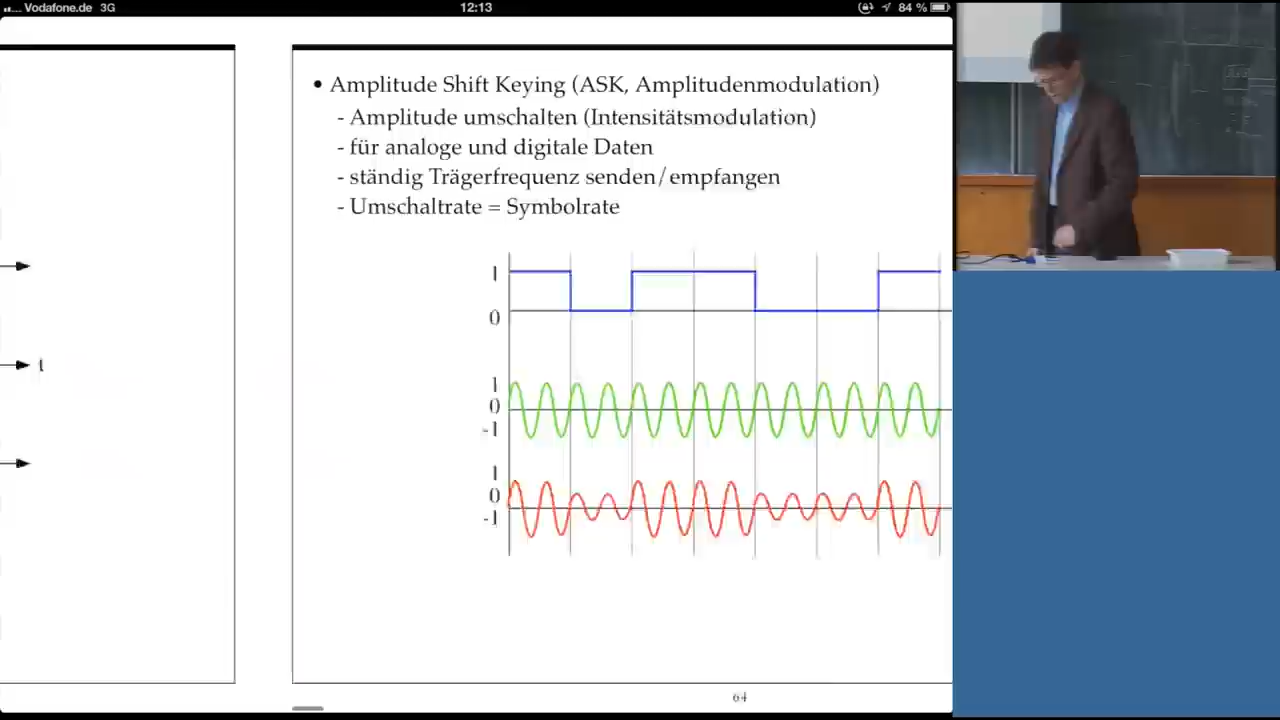 Vodafone.de 3G 12:13 84 %
• Amplitude Shift Keying (ASK, Amplitudenmodulation)
- Amplitude umschalten (Intensitätsmodulation)
- für analoge und digitale Daten
- ständig Trägerfrequenz senden/empfangen
- Umschaltrate = Symbolrate
1
0
t
1
0
-1
1
0
-1
64